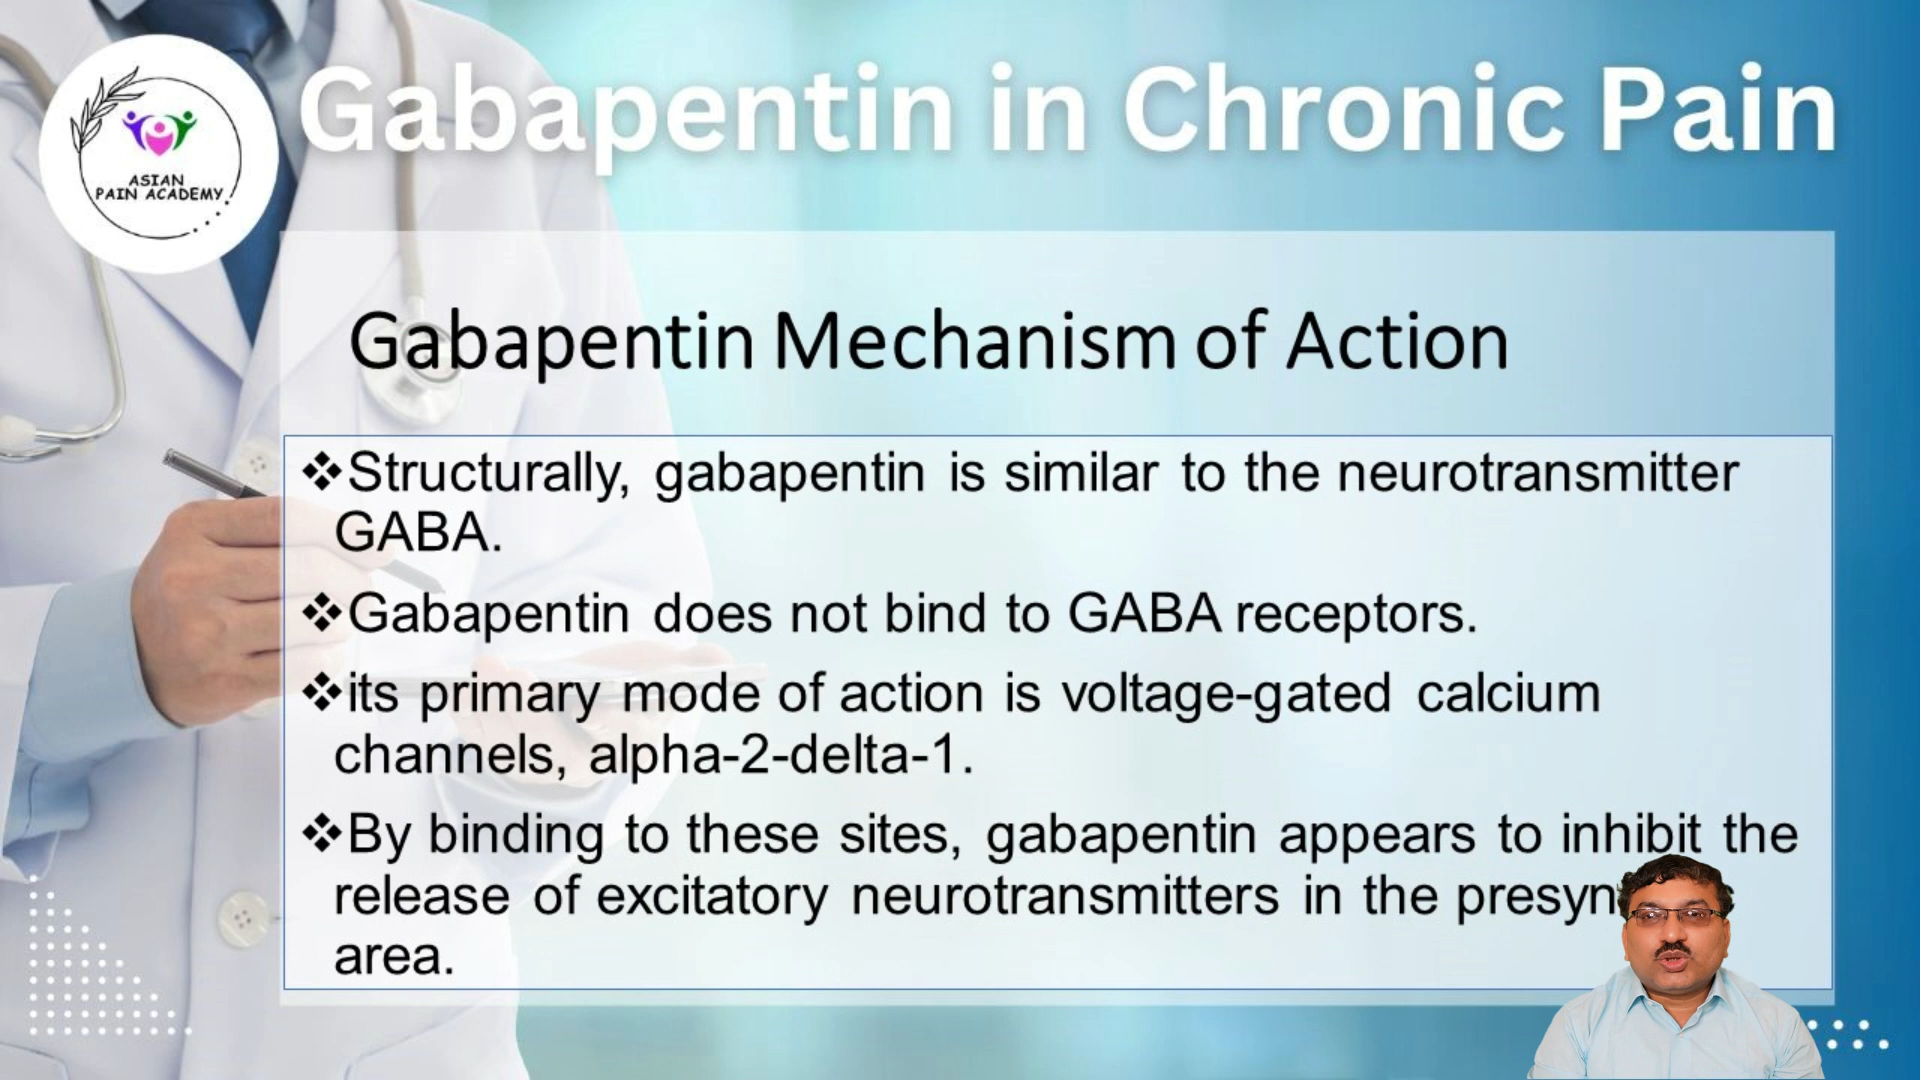 ASIAN
PAIN ACADEMY
Gabapentin in Chronic Pain
Gabapentin Mechanism of Action
❖Structurally, gabapentin is similar to the neurotransmitter
GABA.
❖Gabapentin does not bind to GABA receptors.
❖its primary mode of action is voltage-gated calcium
channels, alpha-2-delta-1.
❖By binding to these sites, gabapentin appears to inhibit the
release of excitatory neurotransmitters in the
area.